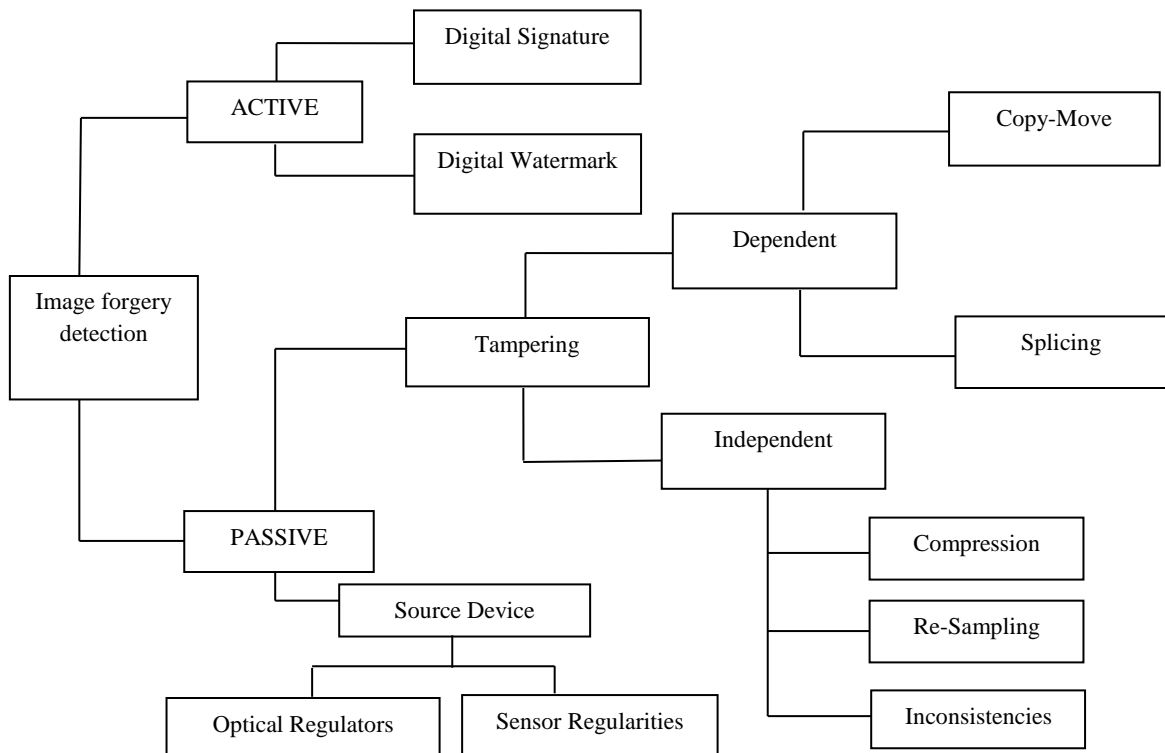 Digital Signature
ACTIVE
Copy-Move
Digital Watermark
Dependent
Image forgery
detection
Tampering
Splicing
Independent
PASSIVE
Compression
Source Device
Re-Sampling
Optical Regulators
Sensor Regularities
Inconsistencies